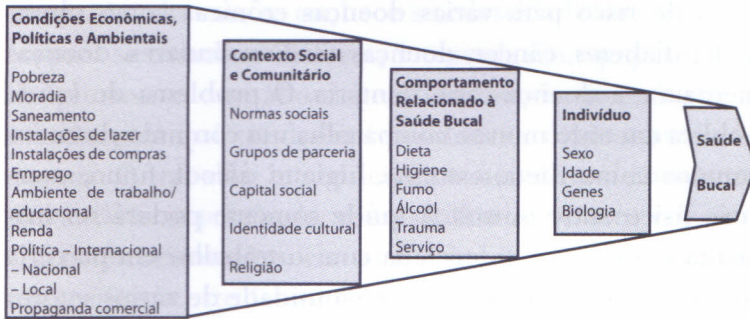 Condições Econômicas,
Políticas e Ambientais
Pobreza
Moradia
Saneamento
Instalações de lazer
Instalações de compras
Emprego
Ambiente de trabalho/
educacional
Renda
Política – Internacional
– Nacional
– Local
Propaganda comercial
Contexto Social
e Comunitário
Normas sociais
Grupos de parceria
Capital social
Identidade cultural
Religião
Comportamento
Relacionado à
Saúde Bucal
Dieta
Higiene
Fumo
Álcool
Trauma
Serviço
Indivíduo
Sexo
Idade
Genes
Biologia
Saúde
Bucal